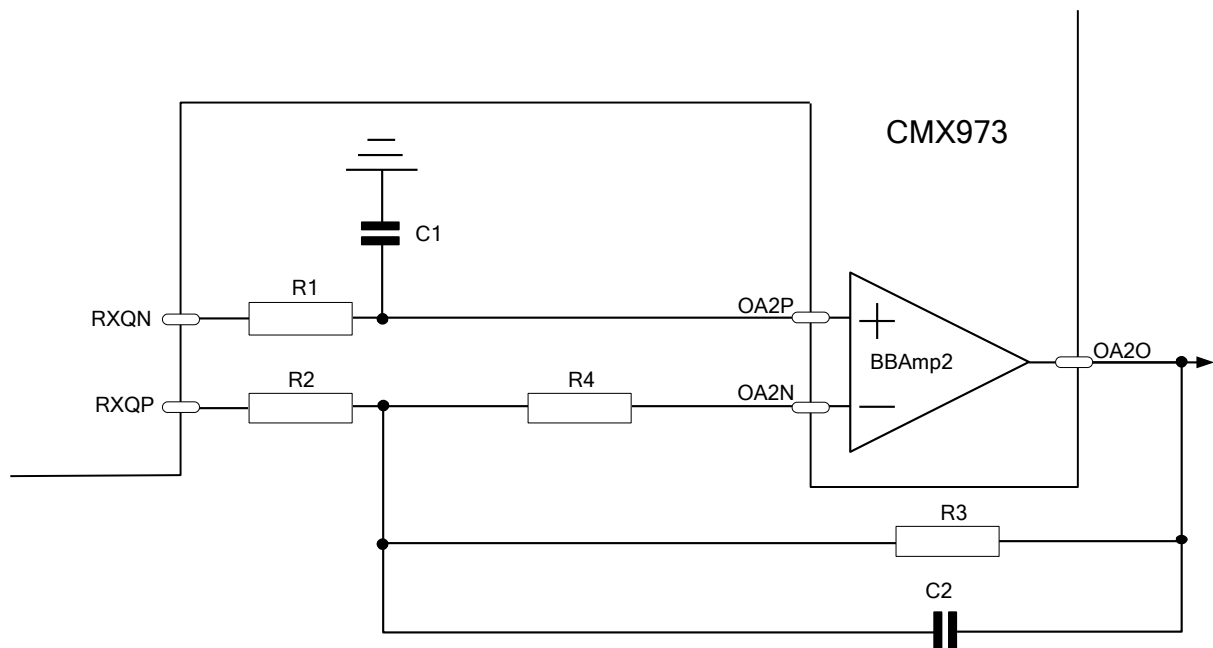 CMX973
C1
R1
RXQN
OA2P
BBAmp2
OA2O
R2
R4
RXQP
OA2N
R3
C2